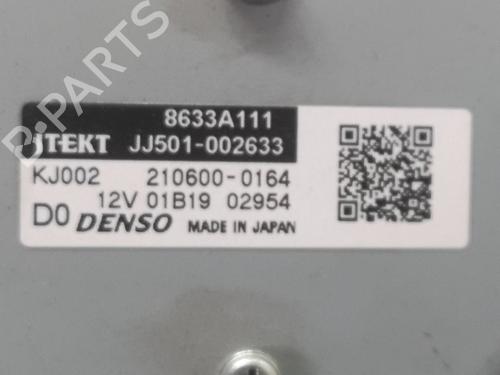 8633A111
JTEKT JJ501-002633
KJ002 210600-0164
12V 01B19 02954
D0 DENSO MADE IN JAPAN
B-PARTS